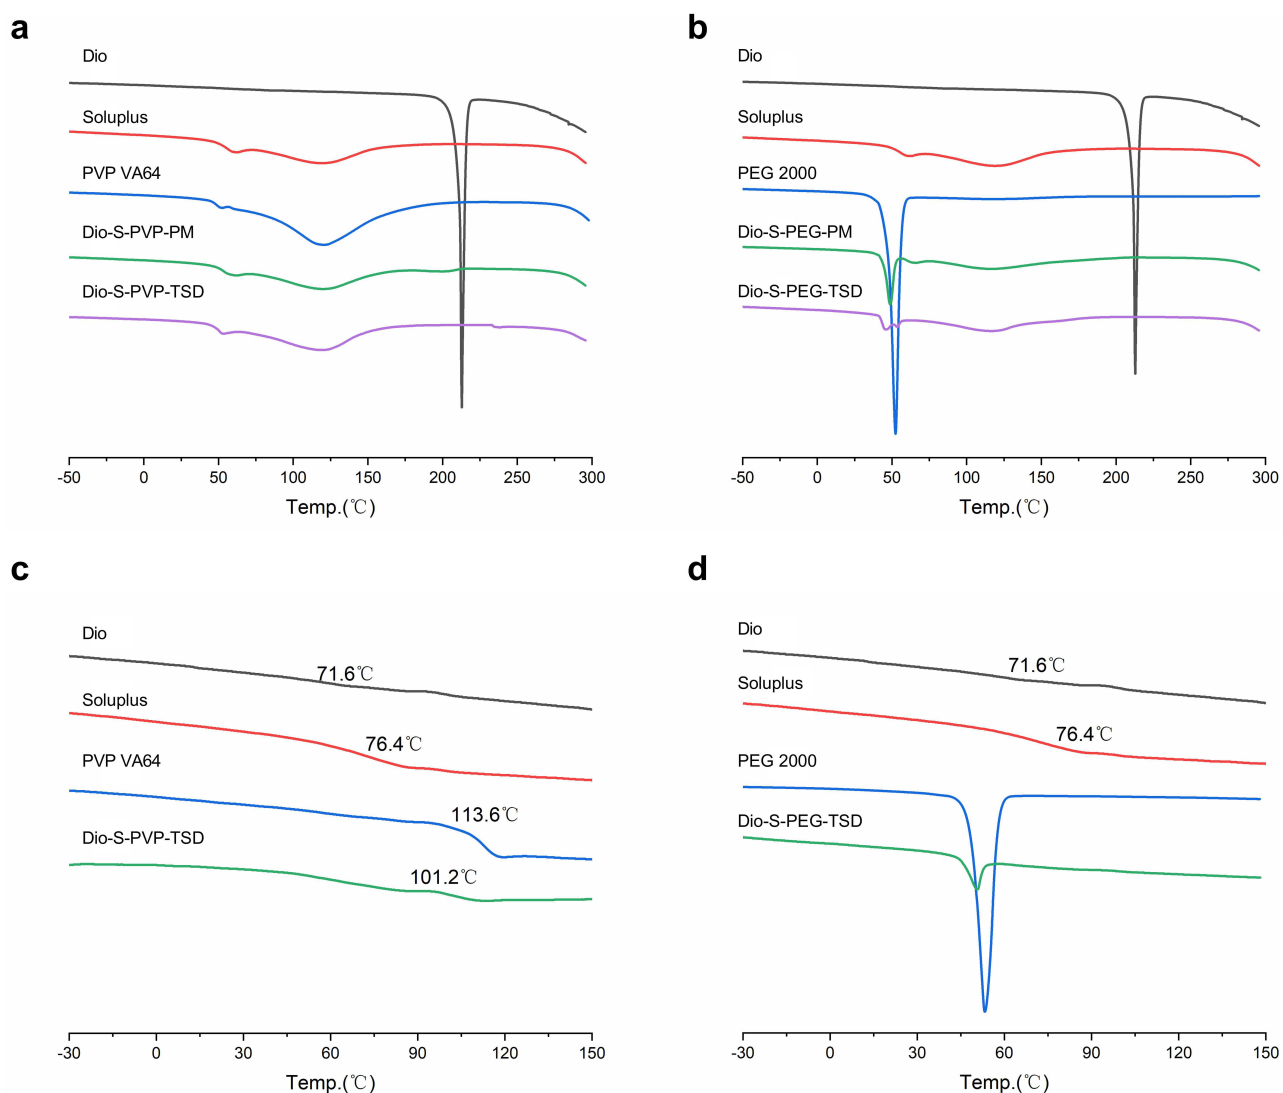 a
Dio
Soluplus
PVP VA64
Dio-S-PVP-PM
Dio-S-PVP-TSD
-50 0 50 100 150 200 250 300
Temp.(℃)
b
Dio
Soluplus
PEG 2000
Dio-S-PEG-PM
Dio-S-PEG-TSD
-50 0 50 100 150 200 250 300
Temp.(℃)
c
Dio
71.6℃
Soluplus
76.4℃
PVP VA64
113.6℃
Dio-S-PVP-TSD
101.2℃
-30 0 30 60 90 120 150
Temp.(℃)
d
Dio
71.6℃
Soluplus
76.4℃
PEG 2000
Dio-S-PEG-TSD
-30 0 30 60 90 120 150
Temp.(℃)